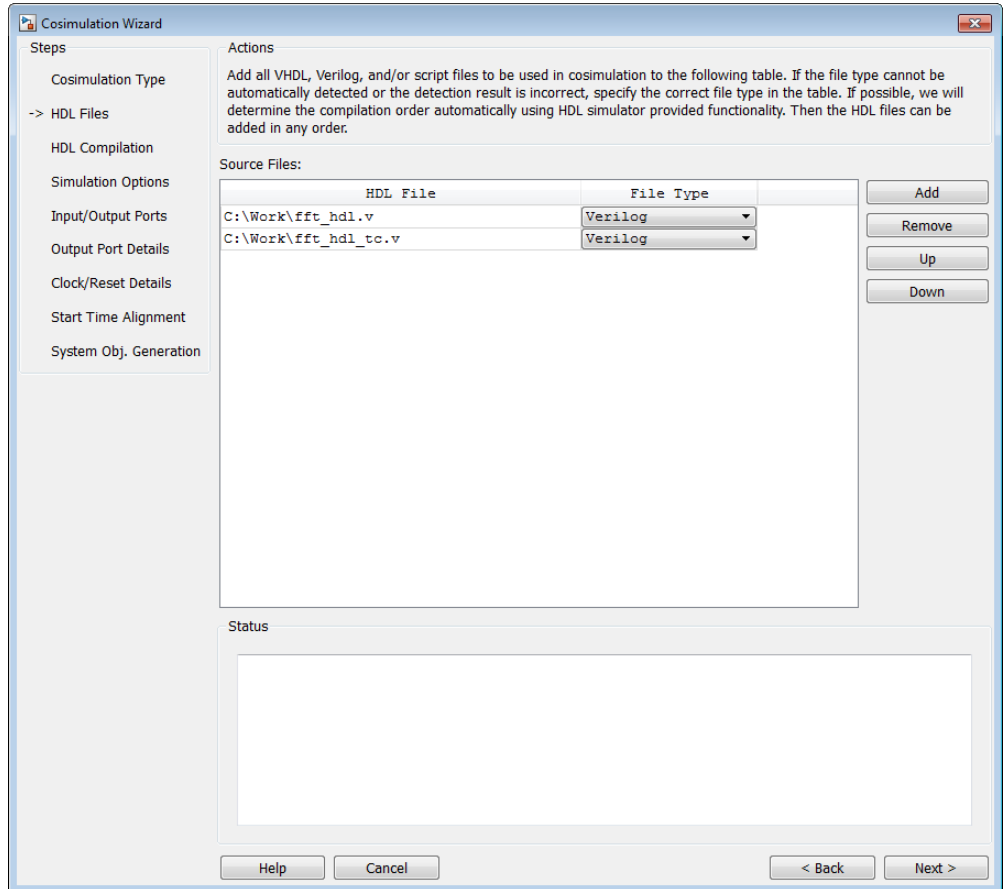 Cosimulation Wizard
Steps
Cosimulation Type
-> HDL Files
HDL Compilation
Simulation Options
Input/Output Ports
Output Port Details
Clock/Reset Details
Start Time Alignment
System Obj. Generation
Actions
Add all VHDL, Verilog, and/or script files to be used in cosimulation to the following table. If the file type cannot be
automatically detected or the detection result is incorrect, specify the correct file type in the table. If possible, we will
determine the compilation order automatically using HDL simulator provided functionality. Then the HDL files can be
added in any order.
Source Files:
HDL File File Type
C:\Work\fft_hdl.v Verilog
C:\Work\fft_hdl_tc.v Verilog
Add
Remove
Up
Down
Status
Help Cancel < Back Next >